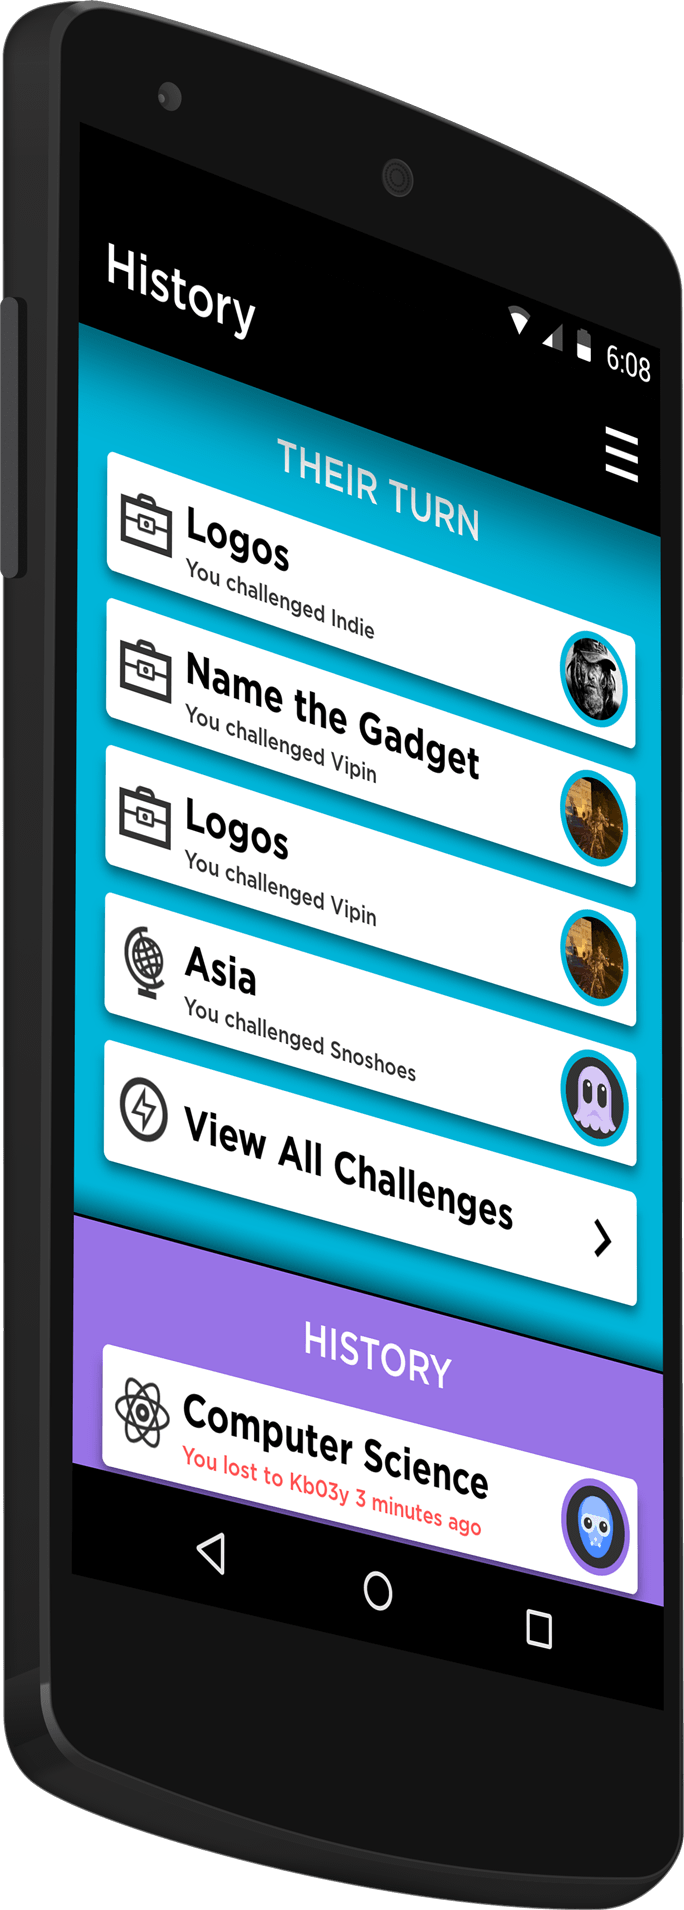 History
6:08
THEIR TURN
Logos
You challenged Indie
Name the Gadget
You challenged Vipin
Logos
You challenged Vipin
Asia
You challenged Snoshoes
View All Challenges
HISTORY
Computer Science
You lost to Kb03y 3 minutes ago